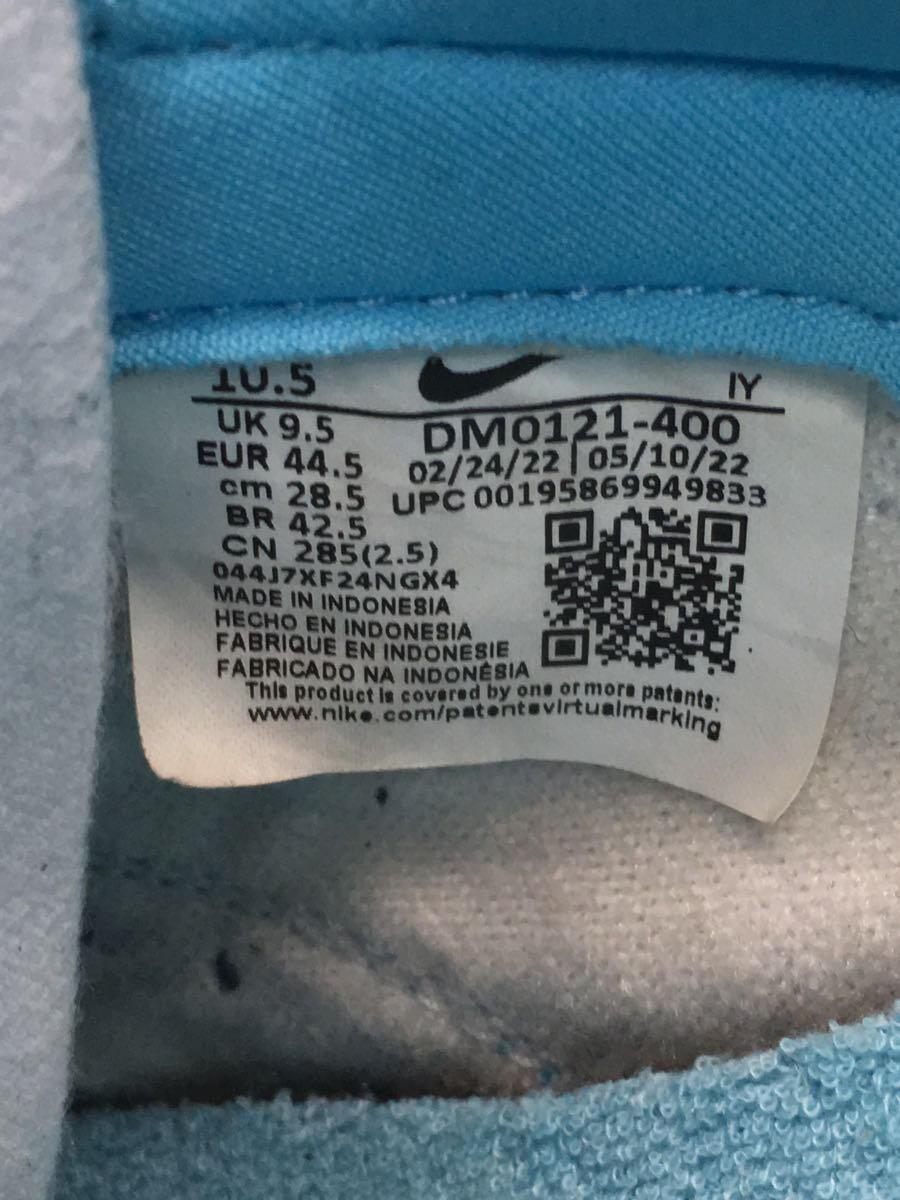 10.5 IY
UK 9.5 DM0121-400
EUR 44.5 02/24/22 | 05/10/22
cm 28.5 UPC 00195869949833
BR 42.5
CN 285(2.5)
044J7XF24NGX4
MADE IN INDONESIA
HECHO EN INDONESIA
FABRIQUE EN INDONESIE
FABRICADO NA INDONÉSIA
This product is covered by one or more patents:
www.nike.com/patentsvirtualmarking